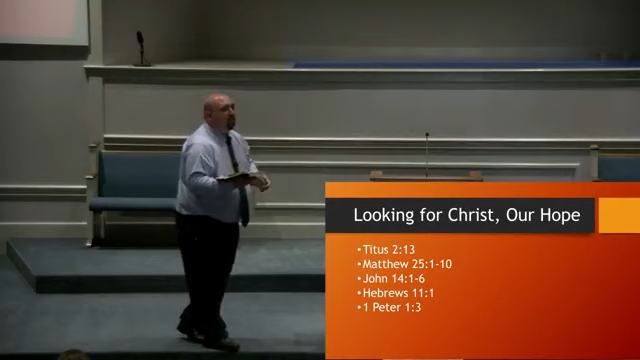 Looking for Christ, Our Hope
•Titus 2:13
•Matthew 25:1-10
•John 14:1-6
•Hebrews 11:1
•1 Peter 1:3